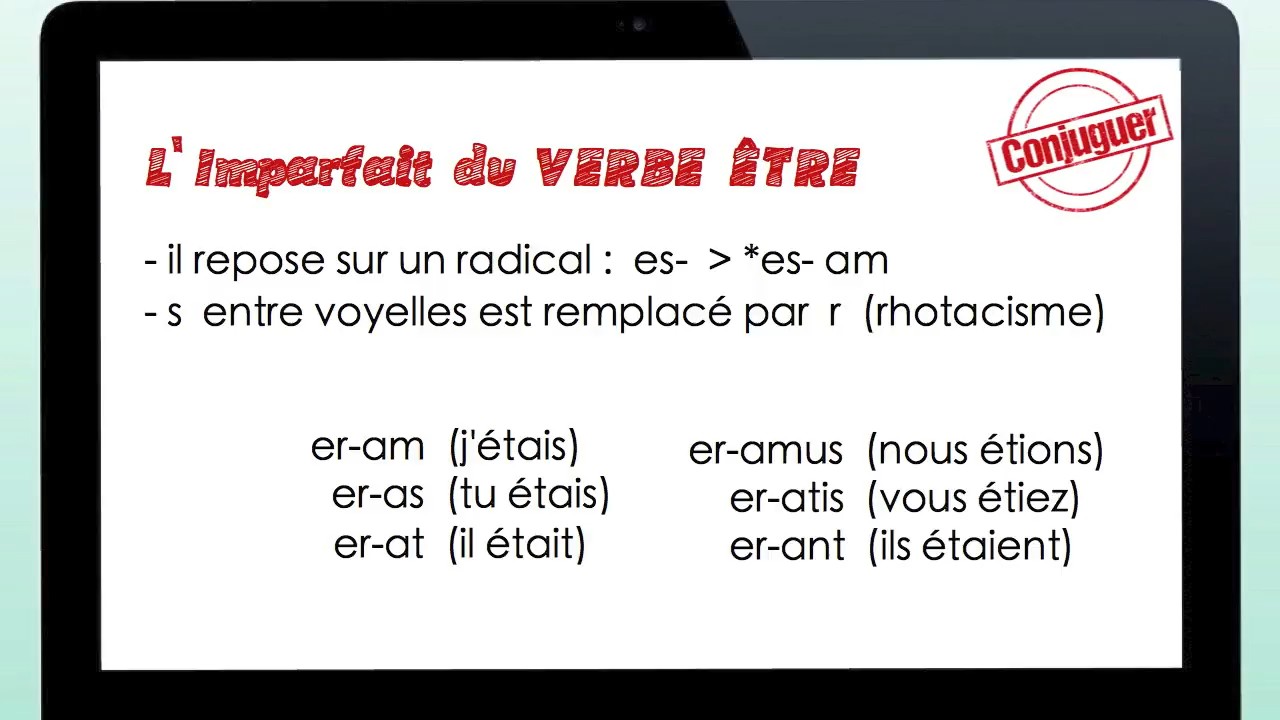 Conjuguer
L'Imparfait du VERBE ÊTRE
- il repose sur un radical : es- > *es- am
- s entre voyelles est remplacé par r (rhotacisme)
er-am (j'étais)
er-as (tu étais)
er-at (il était)
er-amus (nous étions)
er-atis (vous étiez)
er-ant (ils étaient)